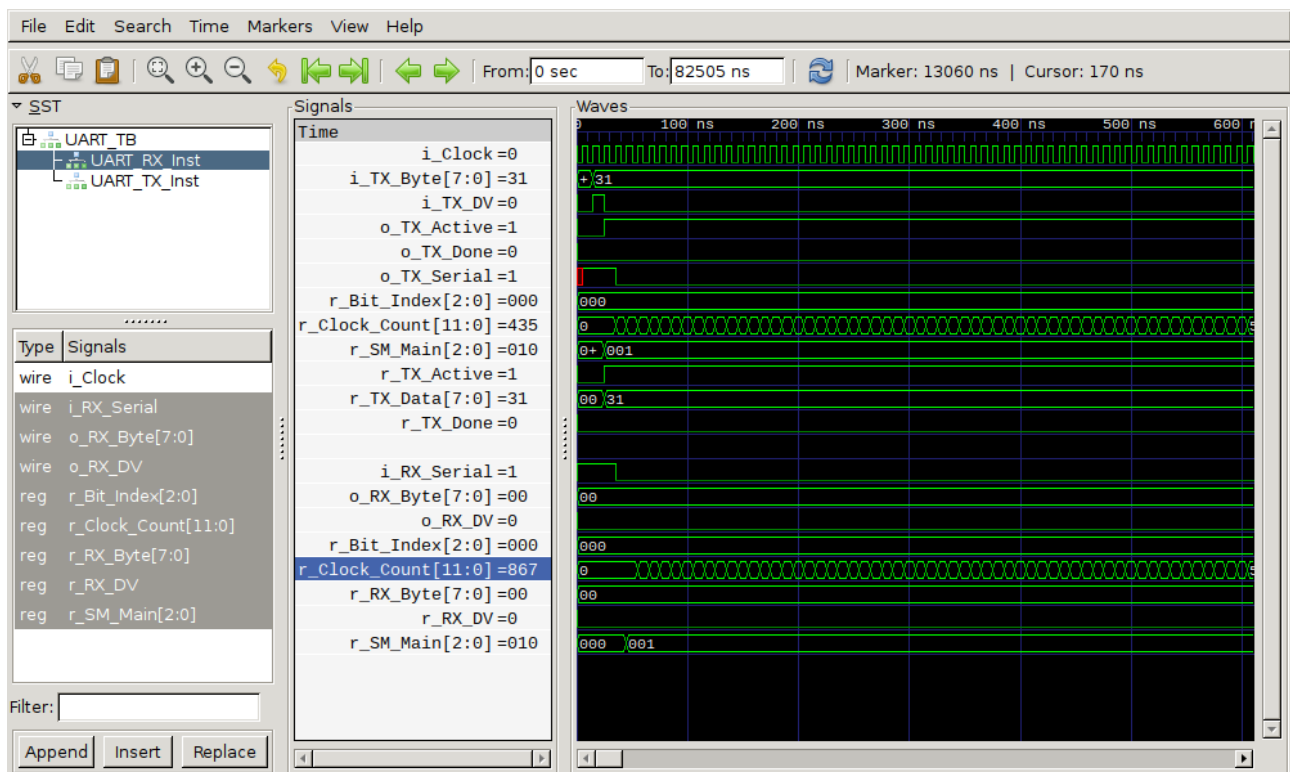 File Edit Search Time Markers View Help
From: 0 sec To: 82505 ns Marker: 13060 ns | Cursor: 170 ns
SST
UART_TB
UART_RX_Inst
UART_TX_Inst
Type Signals
wire i_Clock
wire i_RX_Serial
wire o_RX_Byte[7:0]
wire o_RX_DV
reg r_Bit_Index[2:0]
reg r_Clock_Count[11:0]
reg r_RX_Byte[7:0]
reg r_RX_DV
reg r_SM_Main[2:0]
Filter:
Append Insert Replace
Signals
Time
i_Clock=0
i_TX_Byte[7:0]=31
i_TX_DV=0
o_TX_Active=1
o_TX_Done=0
o_TX_Serial=1
r_Bit_Index[2:0]=000
r_Clock_Count[11:0]=435
r_SM_Main[2:0]=010
r_TX_Active=1
r_TX_Data[7:0]=31
r_TX_Done=0
i_RX_Serial=1
o_RX_Byte[7:0]=00
o_RX_DV=0
r_Bit_Index[2:0]=000
r_Clock_Count[11:0]=867
r_RX_Byte[7:0]=00
r_RX_DV=0
r_SM_Main[2:0]=010
Waves
100 ns 200 ns 300 ns 400 ns 500 ns 600
+ 31
000
0
0+ 001
00 31
00
000
0
00
000 001